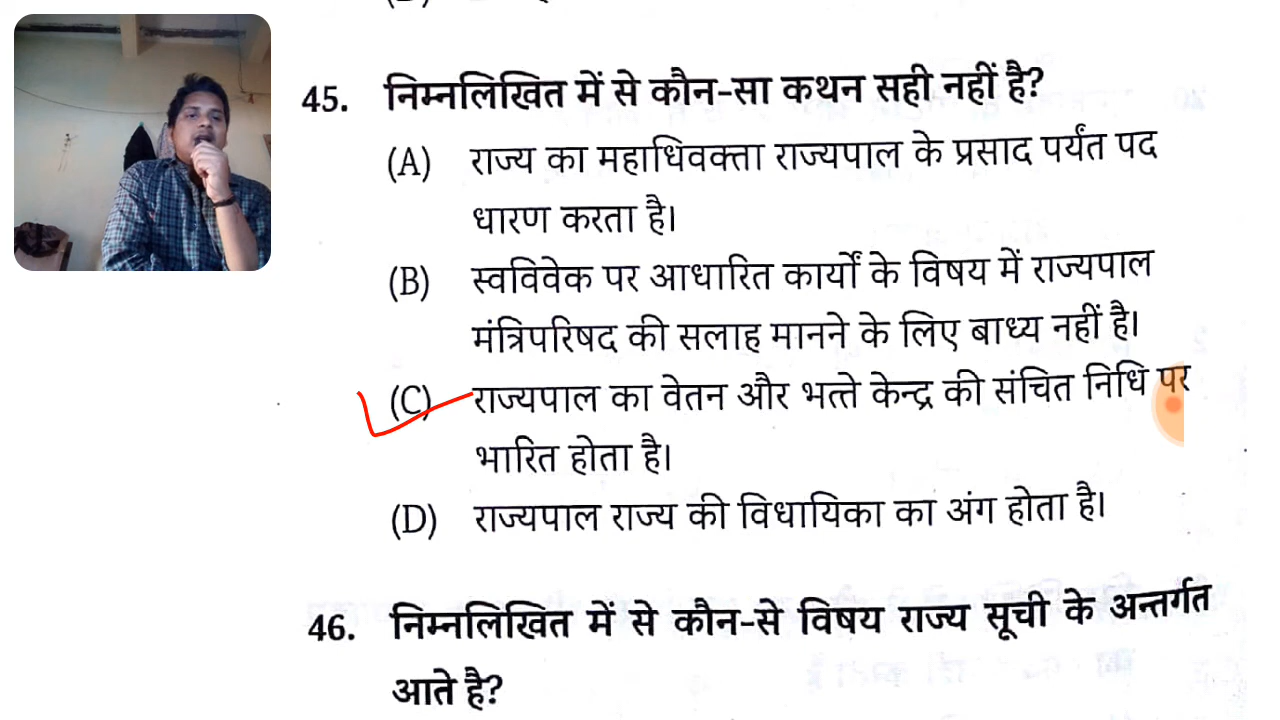 45. निम्नलिखित में से कौन-सा कथन सही नहीं है?
(A) राज्य का महाधिवक्ता राज्यपाल के प्रसाद पर्यंत पद
धारण करता है।
(B) स्वविवेक पर आधारित कार्यों के विषय में राज्यपाल
मंत्रिपरिषद की सलाह मानने के लिए बाध्य नहीं है।
(C) राज्यपाल का वेतन और भत्ते केन्द्र की संचित निधि पर
भारित होता है।
(D) राज्यपाल राज्य की विधायिका का अंग होता है।
46. निम्नलिखित में से कौन-से विषय राज्य सूची के अन्तर्गत
आते है?